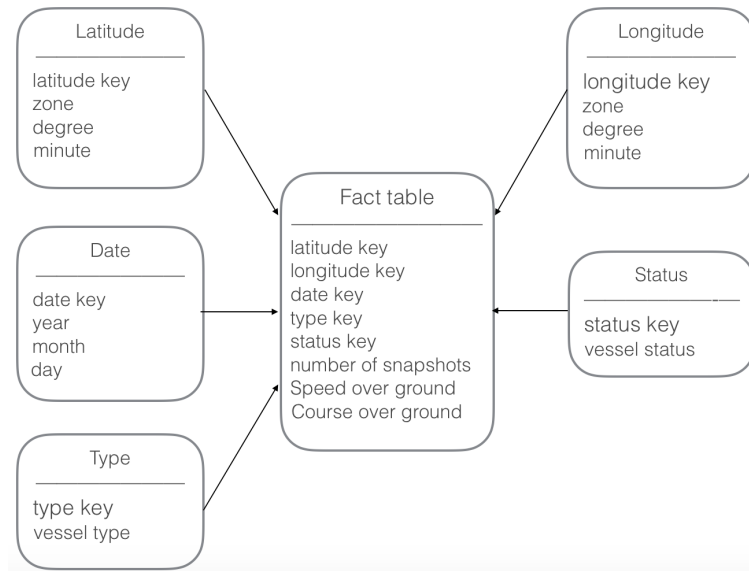 Latitude
latitude key
zone
degree
minute
Longitude
longitude key
zone
degree
minute
Fact table
latitude key
longitude key
date key
type key
status key
number of snapshots
Speed over ground
Course over ground
Date
date key
year
month
day
Status
status key
vessel status
Type
type key
vessel type